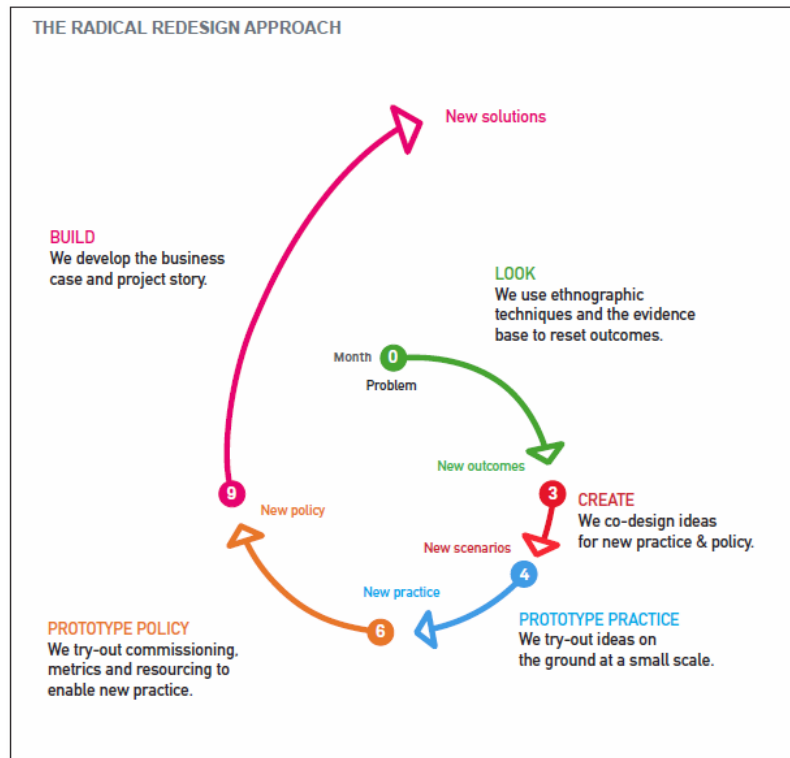 THE RADICAL REDESIGN APPROACH
New solutions
BUILD
We develop the business
case and project story.
LOOK
We use ethnographic
techniques and the evidence
base to reset outcomes.
Month 0
Problem
New outcomes
3
CREATE
We co-design ideas
for new practice & policy.
New scenarios
4
PROTOTYPE PRACTICE
We try-out ideas on
the ground at a small scale.
New practice
6
PROTOTYPE POLICY
We try-out commissioning,
metrics and resourcing to
enable new practice.
New policy
9